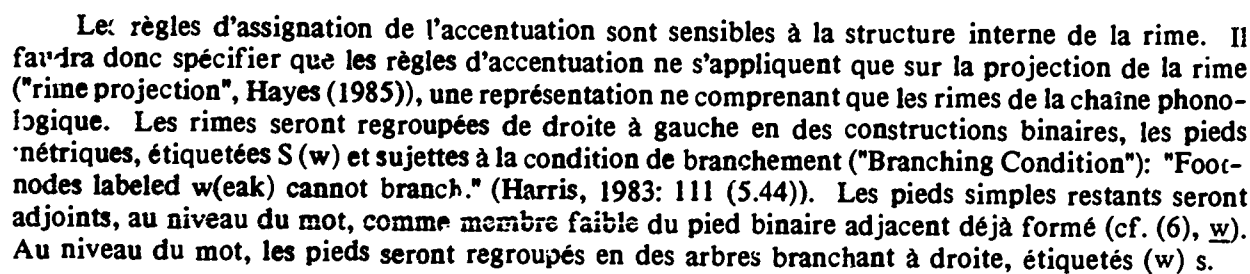 Les règles d'assignation de l'accentuation sont sensibles à la structure interne de la rime. Il
faudra donc spécifier que les règles d'accentuation ne s'appliquent que sur la projection de la rime
("rime projection", Hayes (1985)), une représentation ne comprenant que les rimes de la chaîne phono-
logique. Les rimes seront regroupées de droite à gauche en des constructions binaires, les pieds
métriques, étiquetées S (w) et sujettes à la condition de branchement ("Branching Condition"): "Foot-
nodes labeled w(eak) cannot branch." (Harris, 1983: 111 (5.44)). Les pieds simples restants seront
adjoints, au niveau du mot, comme membre faible du pied binaire adjacent déjà formé (cf. (6), w).
Au niveau du mot, les pieds seront regroupés en des arbres branchant à droite, étiquetés (w) s.